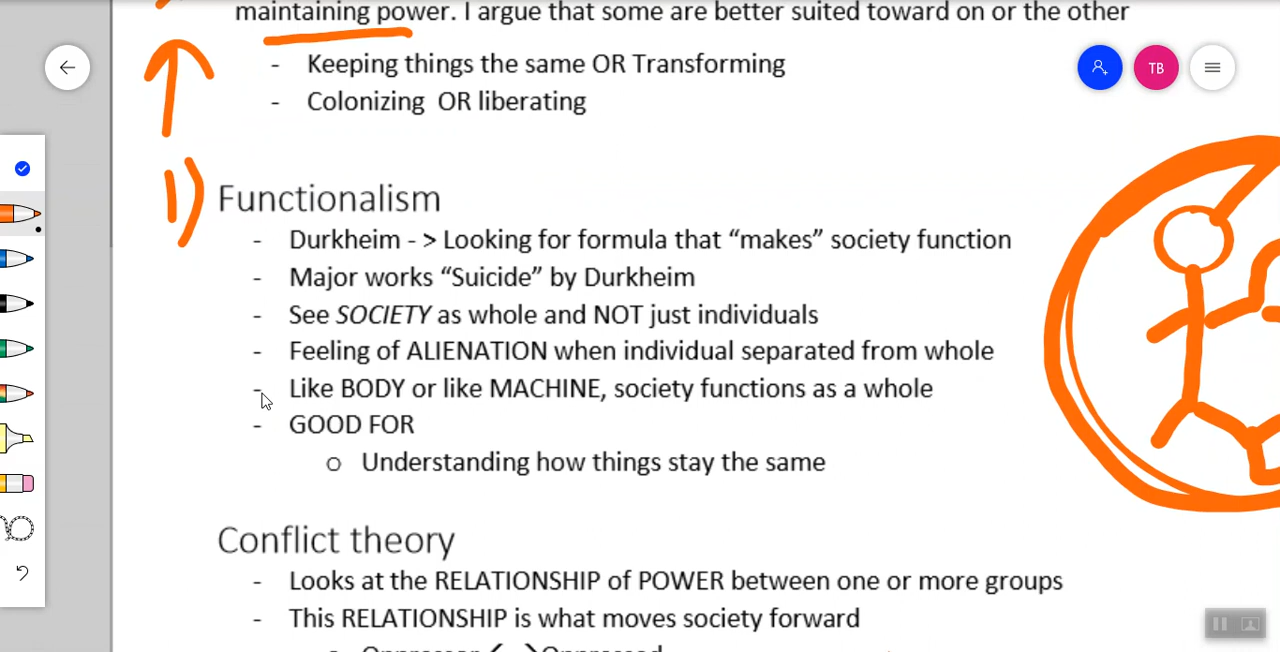 maintaining power. I argue that some are better suited toward on or the other
- Keeping things the same OR Transforming
- Colonizing OR liberating
TB
1) Functionalism
- Durkheim - > Looking for formula that “makes” society function
- Major works “Suicide” by Durkheim
- See SOCIETY as whole and NOT just individuals
- Feeling of ALIENATION when individual separated from whole
- Like BODY or like MACHINE, society functions as a whole
- GOOD FOR
o Understanding how things stay the same
Conflict theory
- Looks at the RELATIONSHIP of POWER between one or more groups
- This RELATIONSHIP is what moves society forward